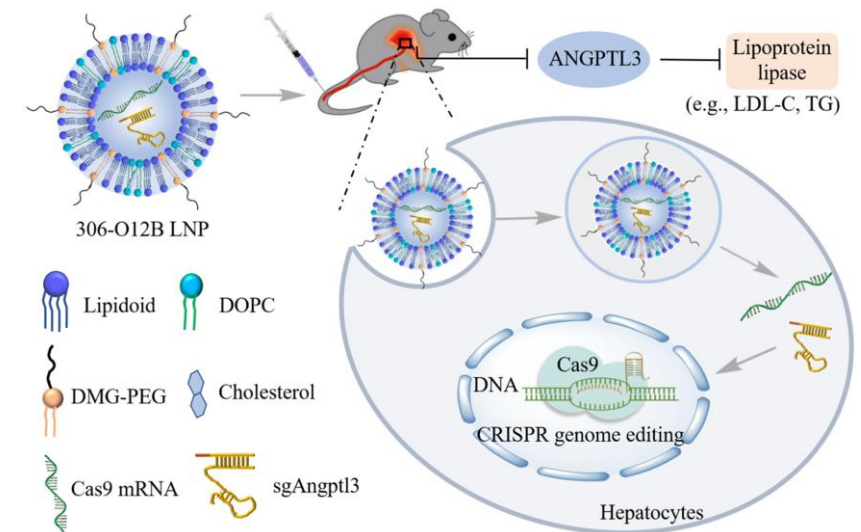 ANGPTL3
Lipoprotein
lipase
(e.g., LDL-C, TG)
306-O12B LNP
Lipidoid
DOPC
DMG-PEG
Cholesterol
Cas9 mRNA
sgAngptl3
Cas9
DNA
CRISPR genome editing
Hepatocytes